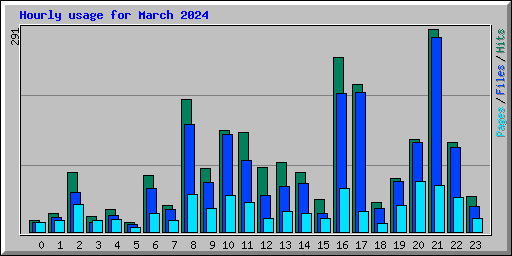 Hourly usage for March 2024
291
Pages/Files/Hits
0 1 2 3 4 5 6 7 8 9 10 11 12 13 14 15 16 17 18 19 20 21 22 23